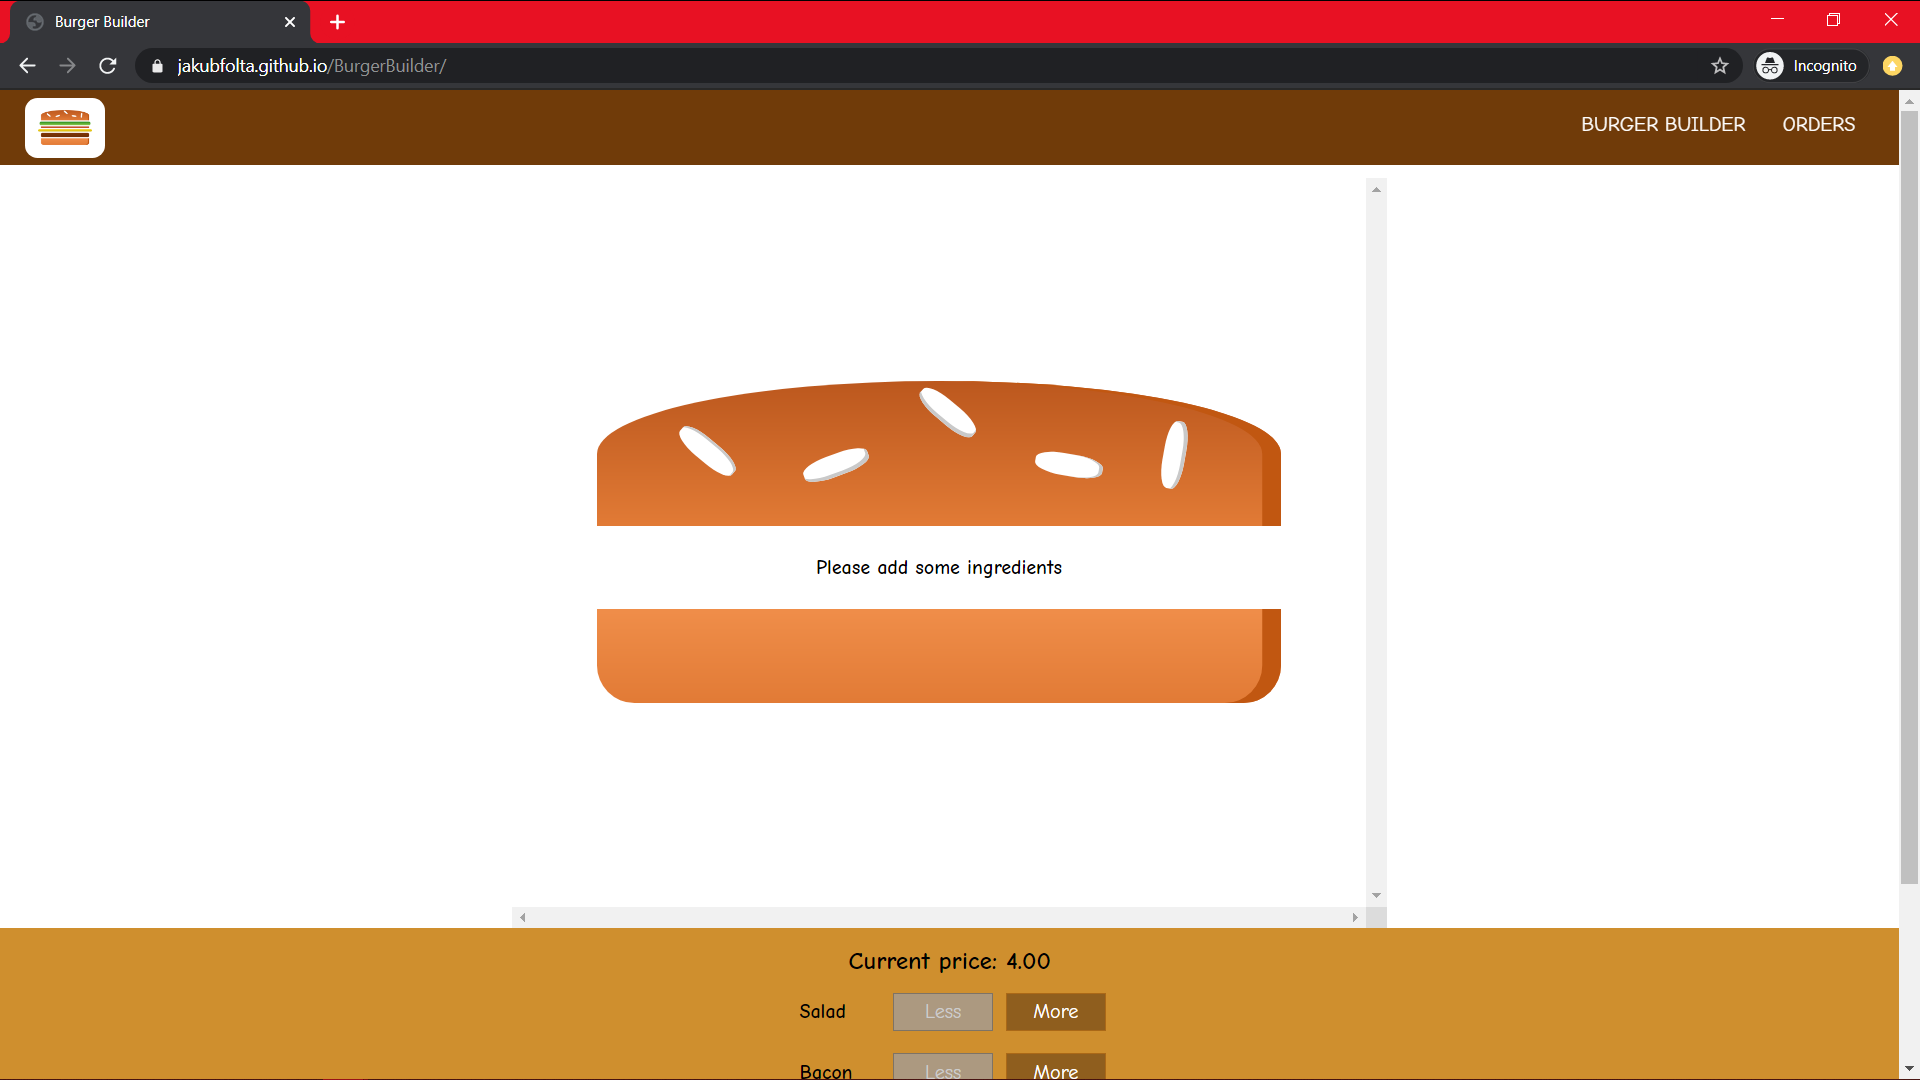 Burger Builder
jakubfolta.github.io/BurgerBuilder/
Incognito
BURGER BUILDER ORDERS
Please add some ingredients
Current price: 4.00
Salad Less More
Bacon Less More